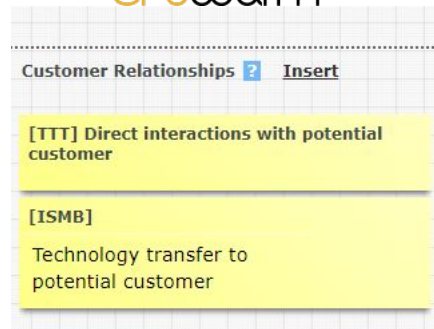 Customer Relationships ? Insert
[TTT] Direct interactions with potential
customer
[ISMB]
Technology transfer to
potential customer